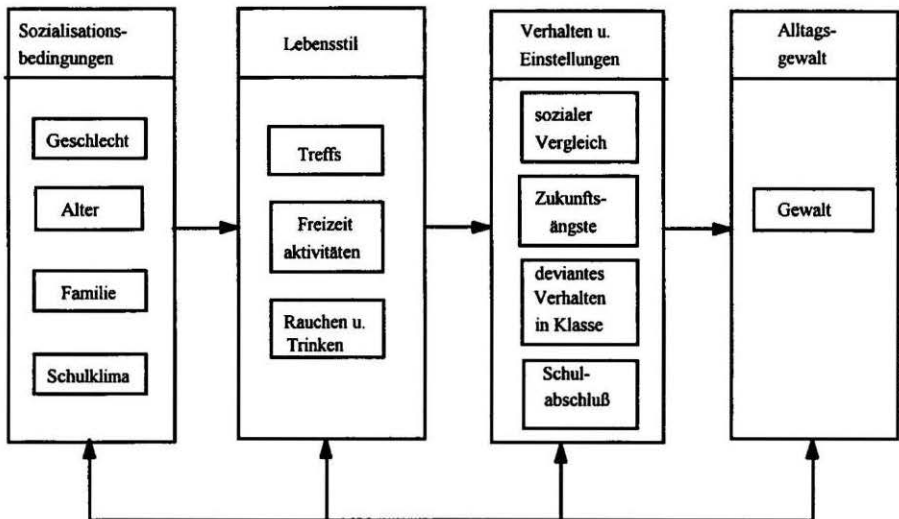 Sozialisations-
bedingungen
Geschlecht
Alter
Familie
Schulklima
Lebensstil
Treffs
Freizeit
aktivitäten
Rauchen u.
Trinken
Verhalten u.
Einstellungen
sozialer
Vergleich
Zukunfts-
ängste
deviantes
Verhalten
in Klasse
Schul-
abschluß
Alltags-
gewalt
Gewalt